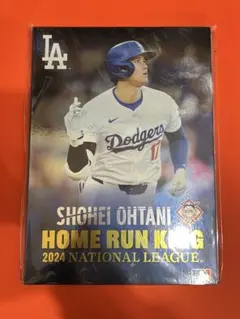 LA
Dodgers
17
SHOHEI OHTANI
HOME RUN KING
2024 NATIONAL LEAGUE